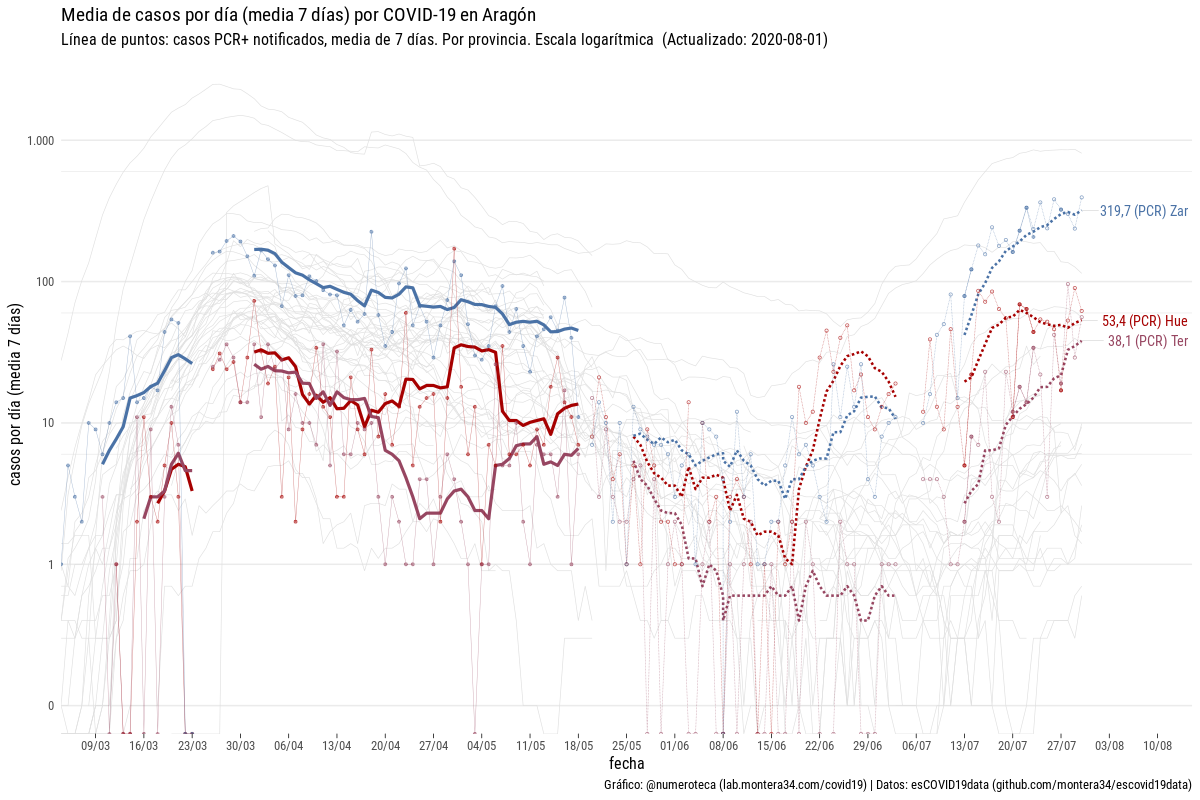 Media de casos por día (media 7 días) por COVID-19 en Aragón
Línea de puntos: casos PCR+ notificados, media de 7 días. Por provincia. Escala logarítmica  (Actualizado: 2020-08-01)
casos por día (media 7 días)
1.000
100
10
1
0
319,7 (PCR) Zar
53,4 (PCR) Hue
38,1 (PCR) Ter
09/03 16/03 23/03 30/03 06/04 13/04 20/04 27/04 04/05 11/05 18/05 25/05 01/06 08/06 15/06 22/06 29/06 06/07 13/07 20/07 27/07 03/08 10/08
fecha
Gráfico: @numeroteca (lab.montera34.com/covid19) | Datos: esCOVID19data (github.com/montera34/escovid19data)